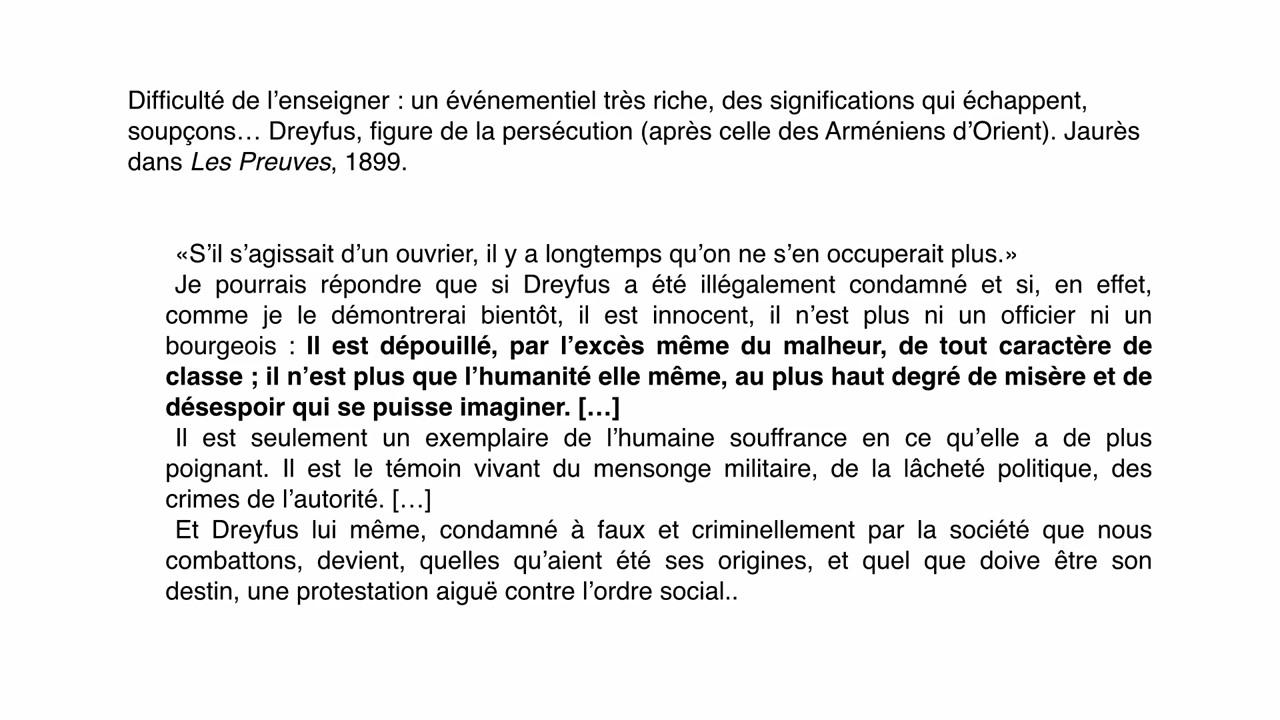 Difficulté de l’enseigner : un événementiel très riche, des significations qui échappent,
soupçons… Dreyfus, figure de la persécution (après celle des Arméniens d’Orient). Jaurès
dans Les Preuves, 1899.
«S’il s’agissait d’un ouvrier, il y a longtemps qu’on ne s’en occuperait plus.»
Je pourrais répondre que si Dreyfus a été illégalement condamné et si, en effet,
comme je le démontrerai bientôt, il est innocent, il n’est plus ni un officier ni un
bourgeois : Il est dépouillé, par l’excès même du malheur, de tout caractère de
classe ; il n’est plus que l’humanité elle même, au plus haut degré de misère et de
désespoir qui se puisse imaginer. […]
Il est seulement un exemplaire de l’humaine souffrance en ce qu’elle a de plus
poignant. Il est le témoin vivant du mensonge militaire, de la lâcheté politique, des
crimes de l’autorité. […]
Et Dreyfus lui même, condamné à faux et criminellement par la société que nous
combattons, devient, quelles qu’aient été ses origines, et quel que doive être son
destin, une protestation aiguë contre l’ordre social..